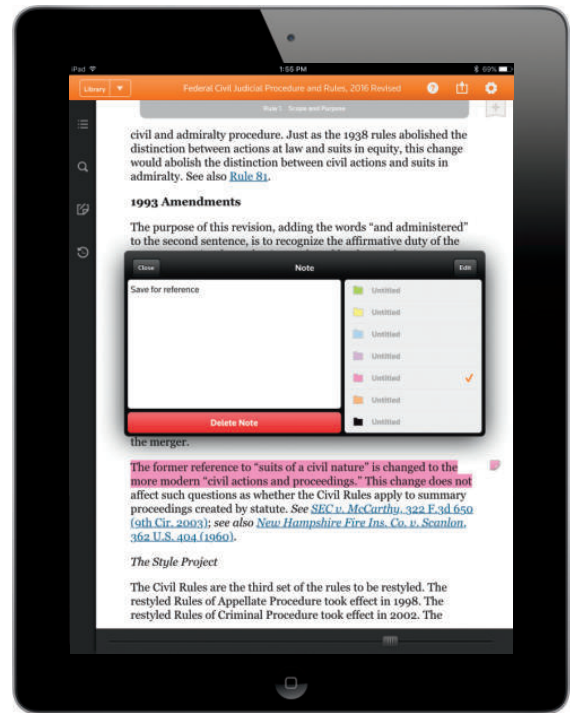 iPad 1:55 PM 69%
Library Federal Civil Judicial Procedure and Rules, 2016 Revised ?
Rule 1. Scope and Purpose
civil and admiralty procedure. Just as the 1938 rules abolished the
distinction between actions at law and suits in equity, this change
would abolish the distinction between civil actions and suits in
admiralty. See also Rule 81.
1993 Amendments
The purpose of this revision, adding the words “and administered”
to the second sentence, is to recognize the affirmative duty of the
Close Note Edit
Save for reference
Untitled
Untitled
Untitled
Untitled
Untitled
Untitled
Untitled
Delete Note
the merger.
The former reference to “suits of a civil nature” is changed to the
more modern “civil actions and proceedings.” This change does not
affect such questions as whether the Civil Rules apply to summary
proceedings created by statute. See SEC v. McCarthy, 322 F.3d 650
(9th Cir. 2003); see also New Hampshire Fire Ins. Co. v. Scanlon,
362 U.S. 404 (1960).
The Style Project
The Civil Rules are the third set of the rules to be restyled. The
restyled Rules of Appellate Procedure took effect in 1998. The
restyled Rules of Criminal Procedure took effect in 2002. The